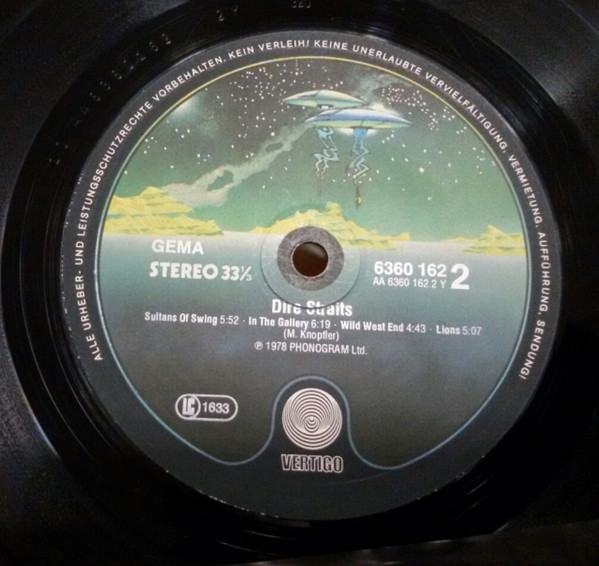 ALLE URHEBER- UND LEISTUNGSSCHUTZRECHTE VORBEHALTEN. KEIN VERLEIH! KEINE UNERLAUBTE VERVIELFÄLTIGUNG, VERMIETUNG, AUFFÜHRUNG, SENDUNG!
GEMA
STEREO 33⅓
6360 162 2
AA 6360 162.2 Y
Dire Straits
Sultans Of Swing 5:52 · In The Gallery 6:19 · Wild West End 4:43 · Lions 5:07
(M. Knopfler)
℗ 1978 PHONOGRAM Ltd.
LC 1633
VERTIGO